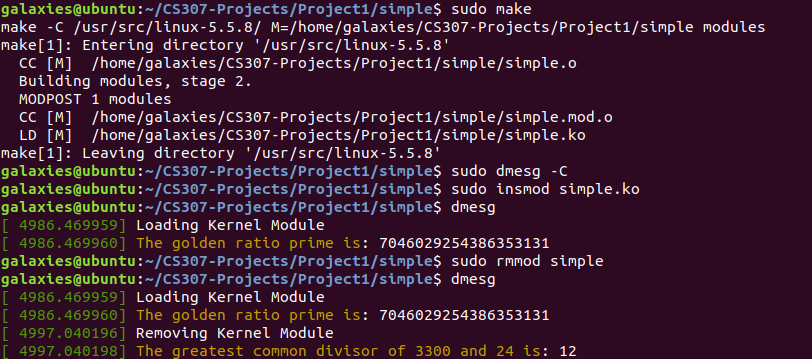 galaxies@ubuntu:~/CS307-Projects/Project1/simple$ sudo make
make -C /usr/src/linux-5.5.8/ M=/home/galaxies/CS307-Projects/Project1/simple modules
make[1]: Entering directory '/usr/src/linux-5.5.8'
  CC [M]  /home/galaxies/CS307-Projects/Project1/simple/simple.o
  Building modules, stage 2.
  MODPOST 1 modules
  CC [M]  /home/galaxies/CS307-Projects/Project1/simple/simple.mod.o
  LD [M]  /home/galaxies/CS307-Projects/Project1/simple/simple.ko
make[1]: Leaving directory '/usr/src/linux-5.5.8'
galaxies@ubuntu:~/CS307-Projects/Project1/simple$ sudo dmesg -C
galaxies@ubuntu:~/CS307-Projects/Project1/simple$ sudo insmod simple.ko
galaxies@ubuntu:~/CS307-Projects/Project1/simple$ dmesg
[ 4986.469959] Loading Kernel Module
[ 4986.469960] The golden ratio prime is: 7046029254386353131
galaxies@ubuntu:~/CS307-Projects/Project1/simple$ sudo rmmod simple
galaxies@ubuntu:~/CS307-Projects/Project1/simple$ dmesg
[ 4986.469959] Loading Kernel Module
[ 4986.469960] The golden ratio prime is: 7046029254386353131
[ 4997.040196] Removing Kernel Module
[ 4997.040198] The greatest common divisor of 3300 and 24 is: 12